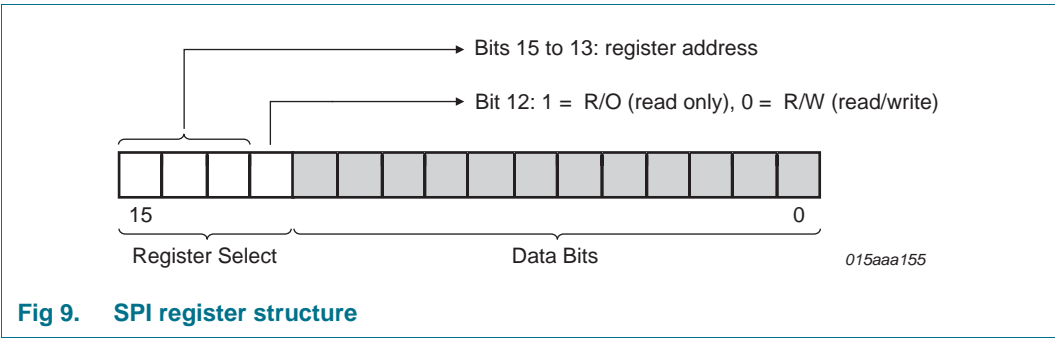 Bits 15 to 13: register address
Bit 12: 1 = R/O (read only), 0 = R/W (read/write)
15 0
Register Select Data Bits
015aaa155
Fig 9. SPI register structure